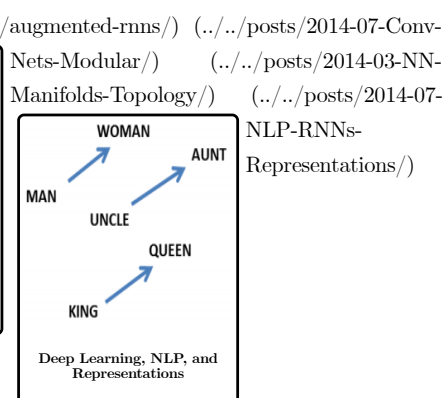 /augmented-rnns/) (../../posts/2014-07-Conv-
Nets-Modular/) (../../posts/2014-03-NN-
Manifolds-Topology/) (../../posts/2014-07-
NLP-RNNs-
Representations/)
WOMAN
AUNT
MAN
UNCLE
QUEEN
KING
Deep Learning, NLP, and
Representations